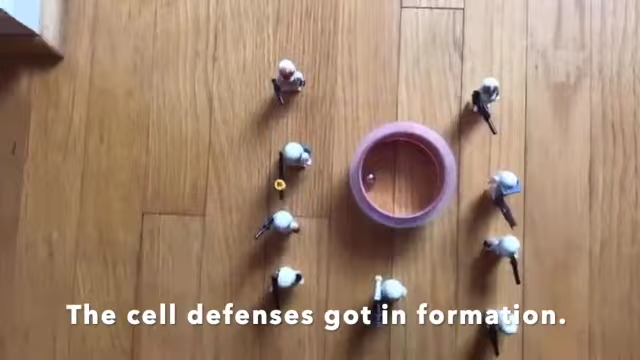 The cell defenses got in formation.